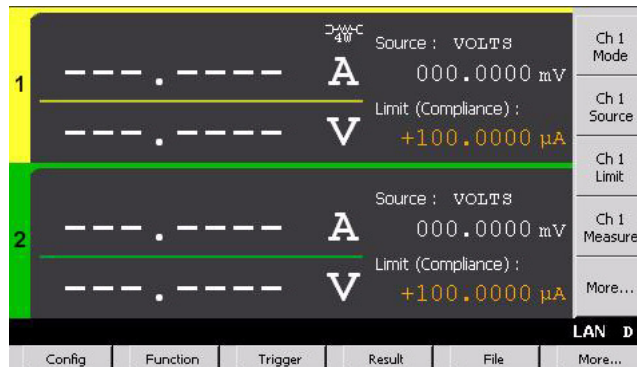 4W
Source : VOLTS
1
---.---- A
000.0000 mV
Limit (Compliance) :
---.---- V
+100.0000 µA
Source : VOLTS
2
---.---- A
000.0000 mV
Limit (Compliance) :
---.---- V
+100.0000 µA
Ch 1
Mode
Ch 1
Source
Ch 1
Limit
Ch 1
Measure
More...
LAN D
Config Function Trigger Result File More...